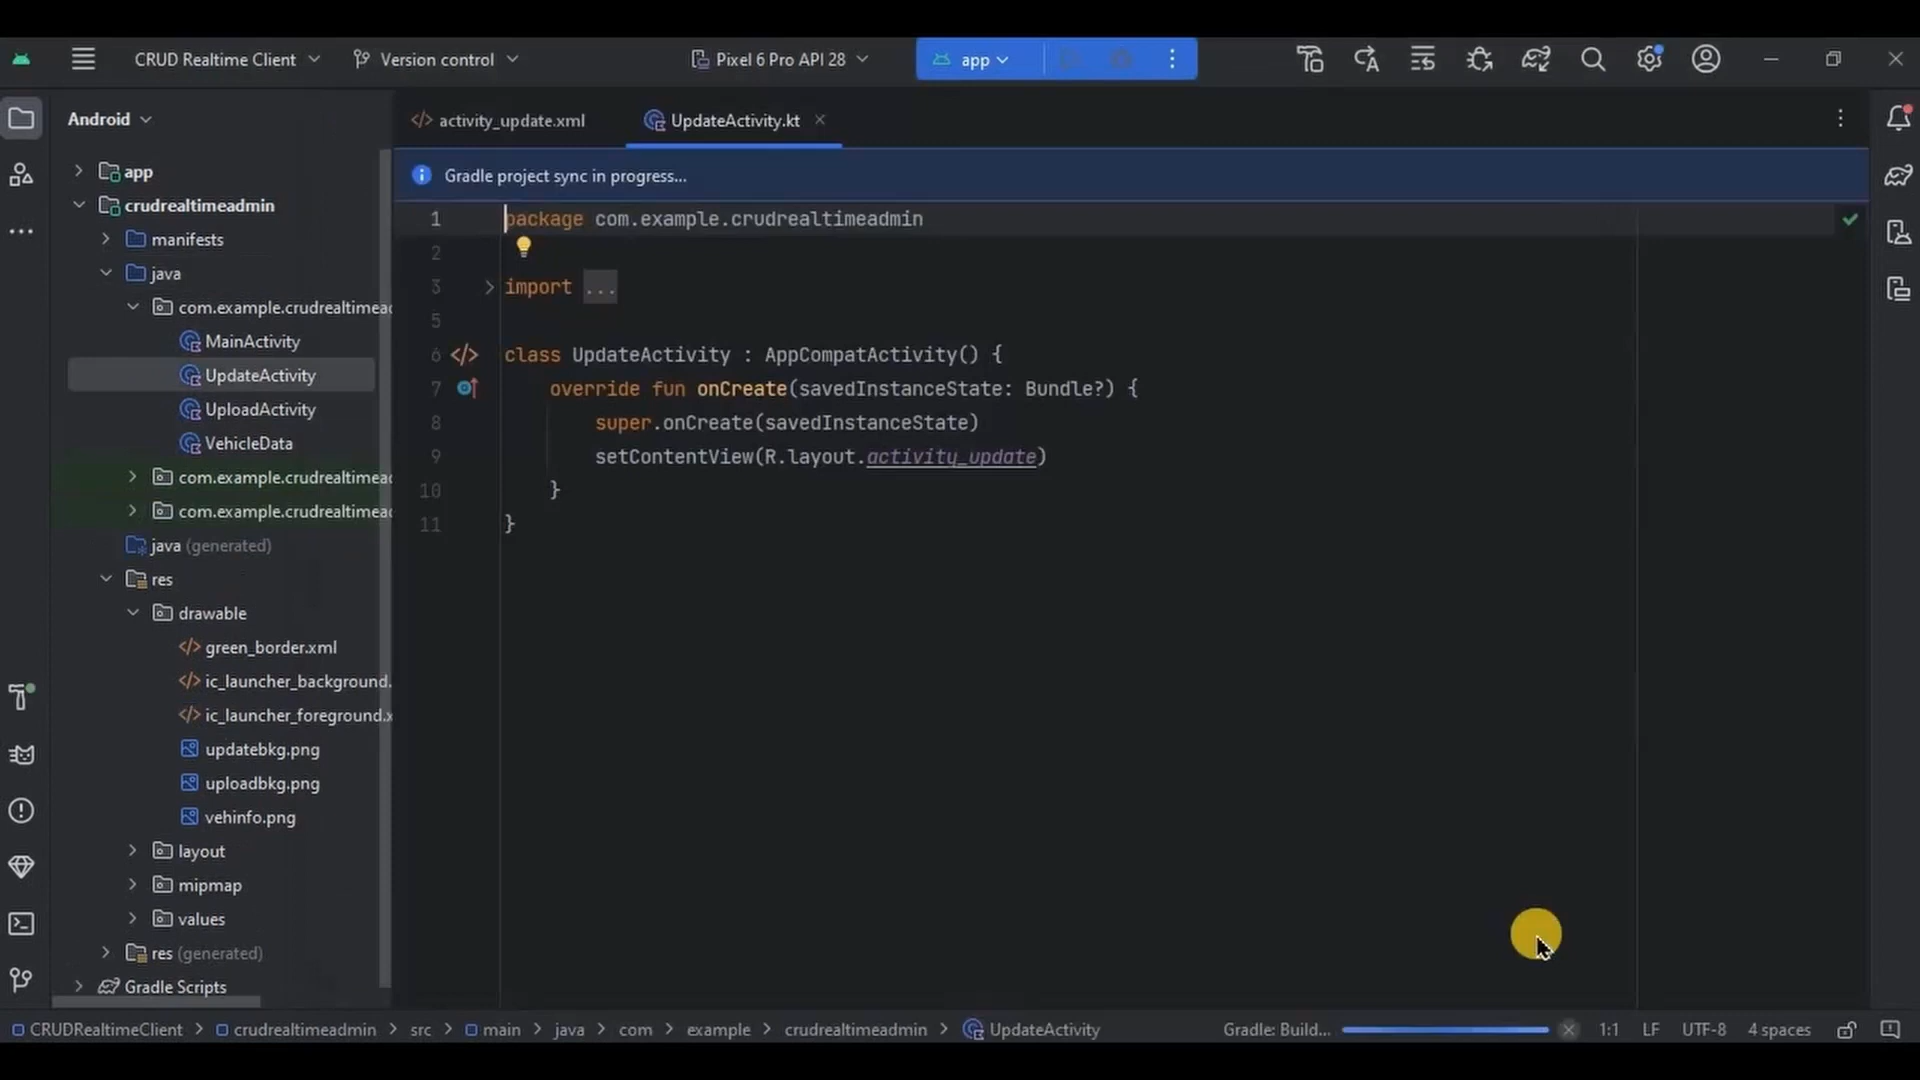 CRUD Realtime Client
Version control
Pixel 6 Pro API 28
app
Android
activity_update.xml
UpdateActivity.kt
Gradle project sync in progress...
app
crudrealtimeadmin
manifests
java
com.example.crudrealtimead
MainActivity
UpdateActivity
UploadActivity
VehicleData
com.example.crudrealtimead
com.example.crudrealtimead
java (generated)
res
drawable
green_border.xml
ic_launcher_background.
ic_launcher_foreground.x
updatebkg.png
uploadbkg.png
vehinfo.png
layout
mipmap
values
res (generated)
Gradle Scripts
1 package com.example.crudrealtimeadmin
2
3 import ...
5
6 class UpdateActivity : AppCompatActivity() {
7 override fun onCreate(savedInstanceState: Bundle?) {
8 super.onCreate(savedInstanceState)
9 setContentView(R.layout.activity_update)
10 }
11 }
CRUDRealtimeClient > crudrealtimeadmin > src > main > java > com > example > crudrealtimeadmin > UpdateActivity
Gradle: Build... 1:1 LF UTF-8 4 spaces